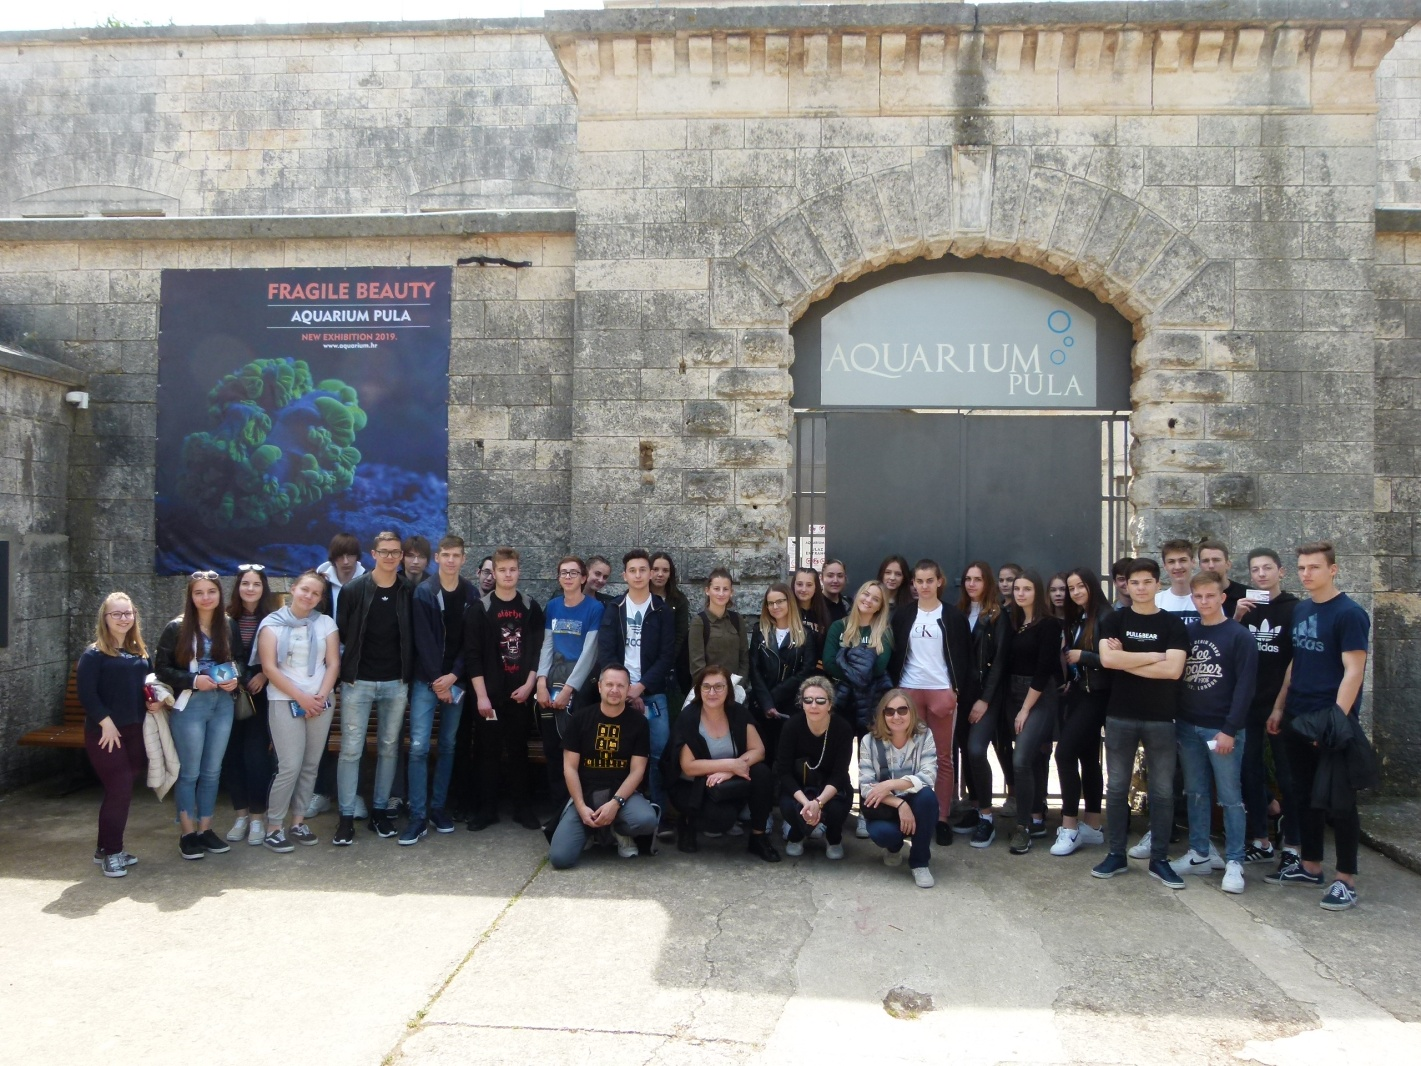 FRAGILE BEAUTY
AQUARIUM PULA
NEW EXHIBITION 2019.
www.aquarium.hr
AQUARIUM
PULA
PULL&BEAR
Lee
Cooper
adidas
adidas
CK